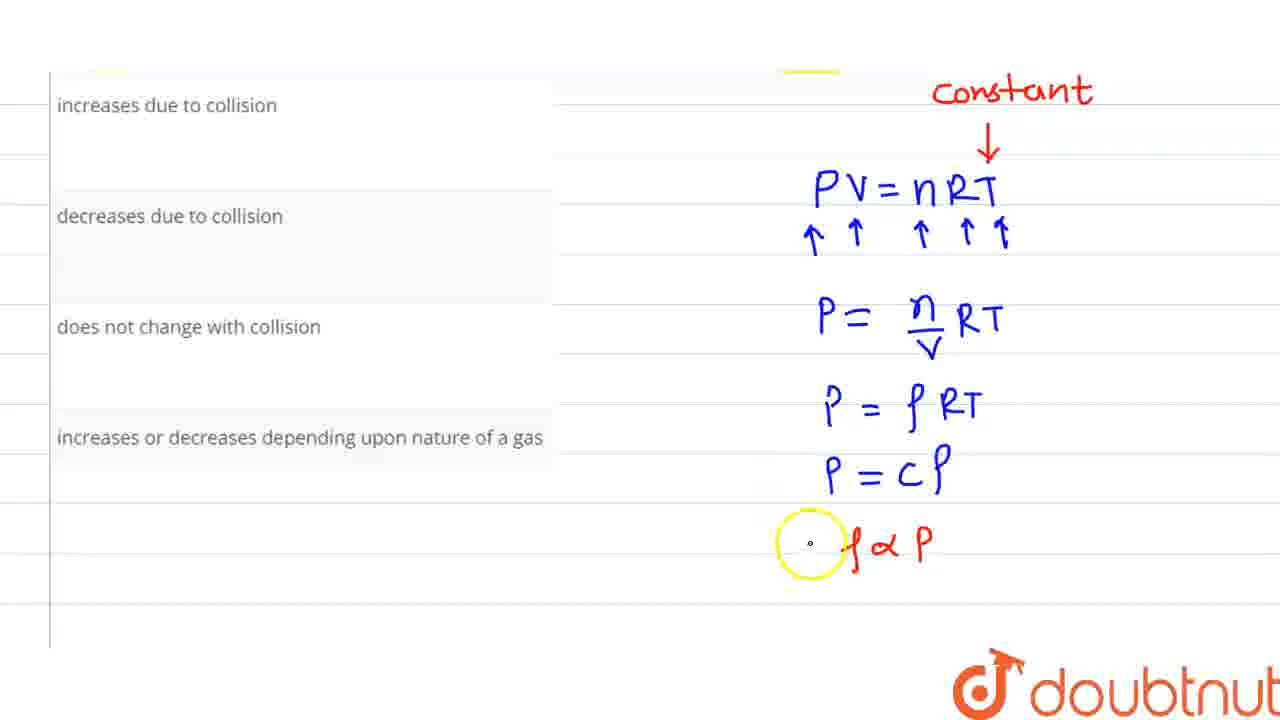 increases due to collision
decreases due to collision
does not change with collision
increases or decreases depending upon nature of a gas
constant
↓
PV = nRT
↑ ↑ ↑ ↑ ↑
P = n/V RT
P = ρRT
P = Cρ
ρ ∝ P
doubtnut